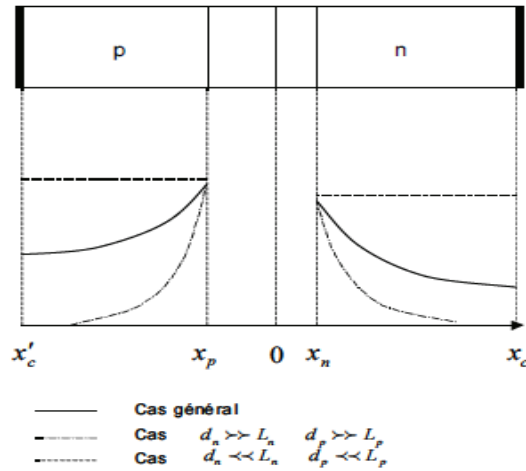 p n
x'c xp 0 xn xc
Cas général
Cas dn >> Ln dp >> Lp
Cas dn << Ln dp << Lp